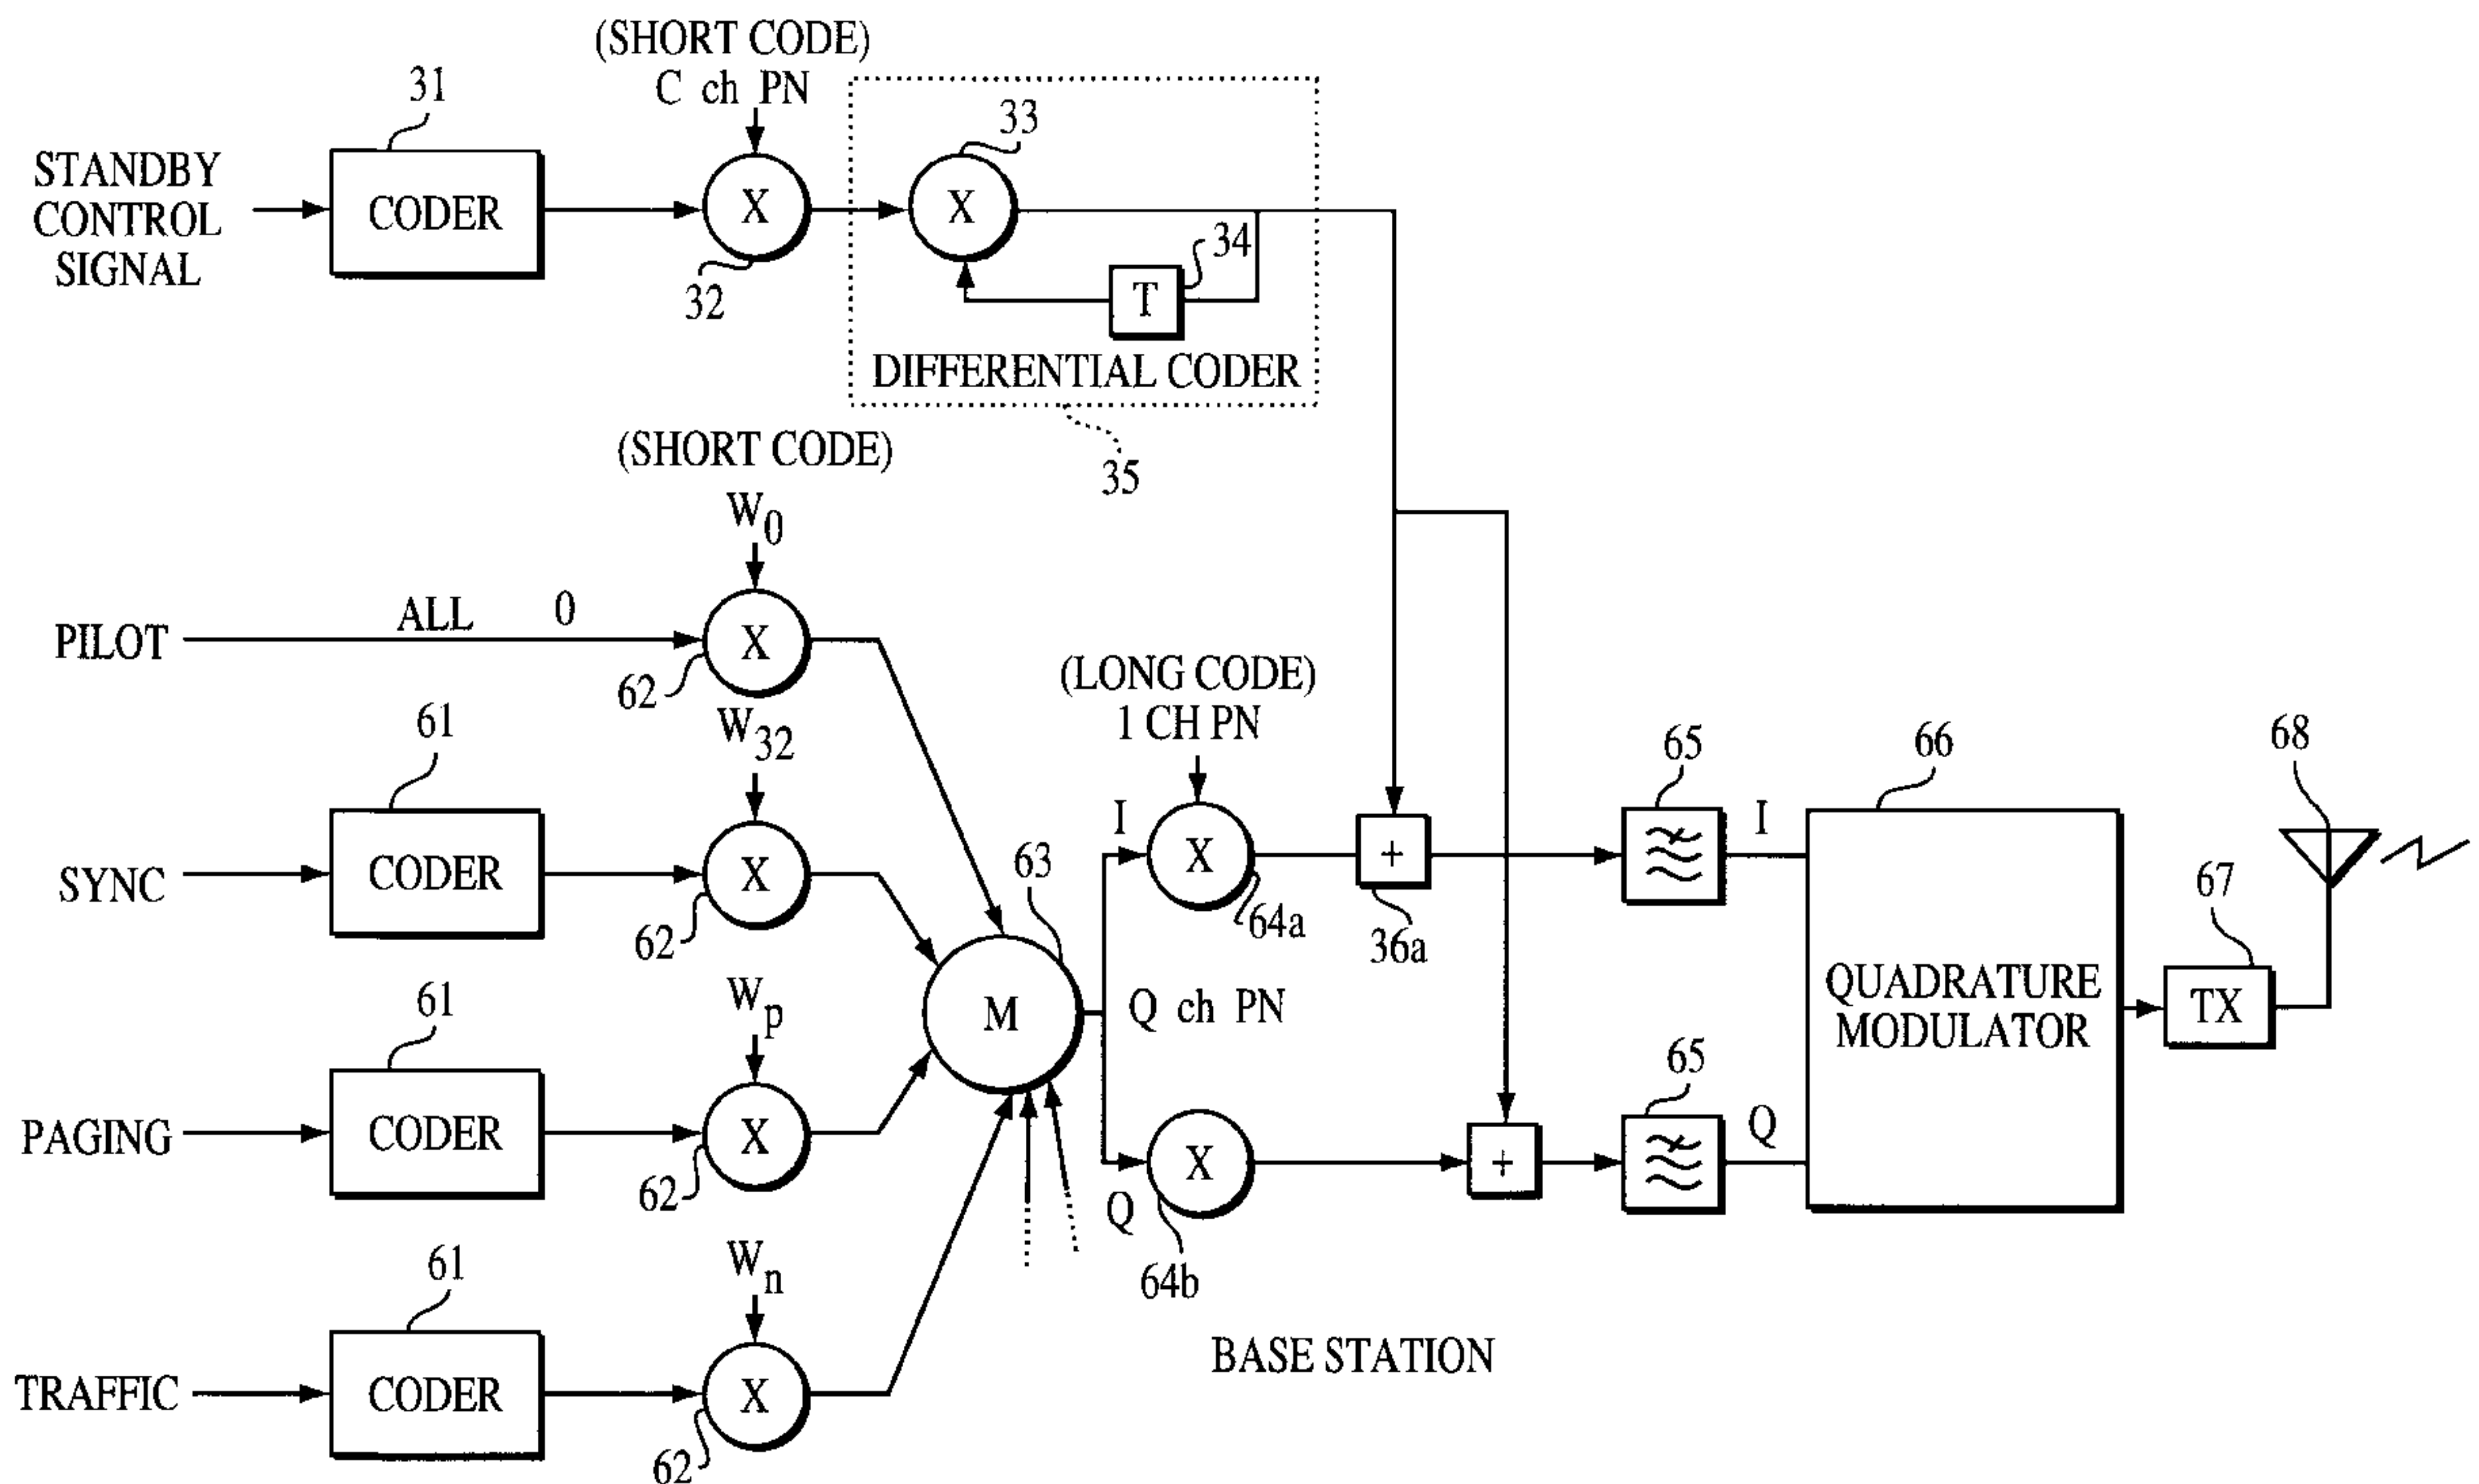 (SHORT CODE)
C ch PN
31
33
STANDBY
CONTROL
SIGNAL
CODER
X
X
34
T
32
DIFFERENTIAL CODER
35
(SHORT CODE)
W0
PILOT
ALL 0
X
62
(LONG CODE)
1 CH PN
W32
61
SYNC
CODER
X
62
63
I
X
64a
+
36a
65
I
66
68
67
Wp
61
PAGING
CODER
X
62
M
Q ch PN
QUADRATURE
MODULATOR
TX
65
Q
X
64b
+
Q
Wn
61
TRAFFIC
CODER
X
62
BASE STATION